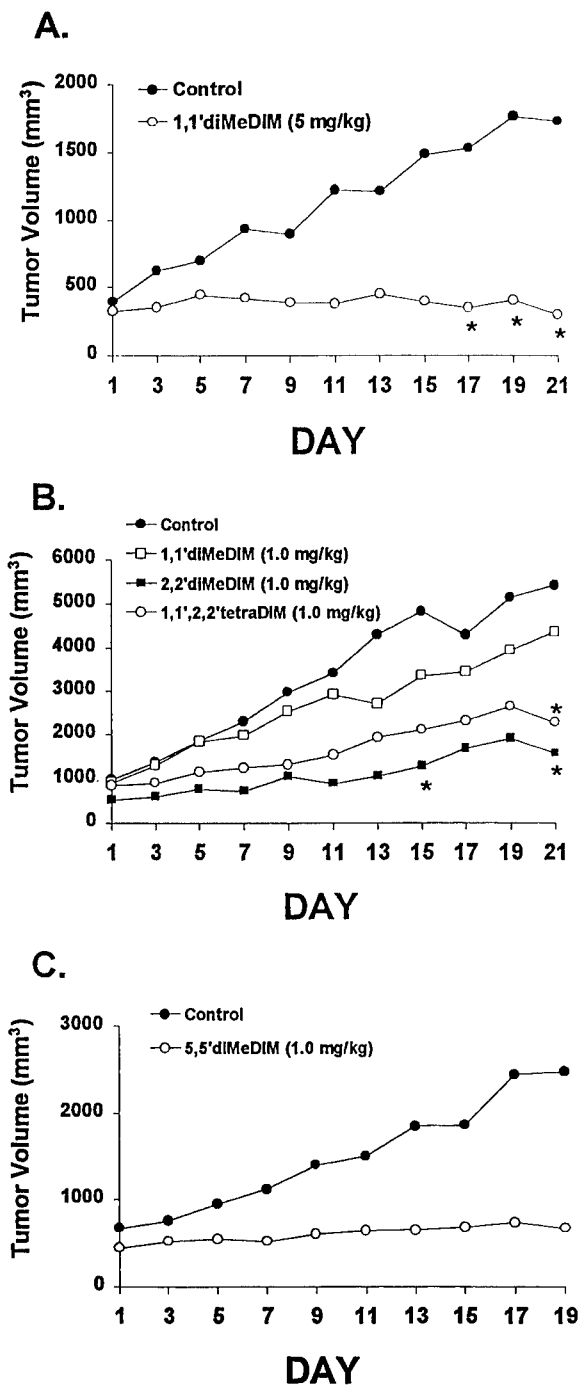 A.
Tumor Volume (mm³)
2000
1500
1000
500
0
Control
1,1'diMeDIM (5 mg/kg)
* * *
1 3 5 7 9 11 13 15 17 19 21
DAY
B.
Control
1,1'diMeDIM (1.0 mg/kg)
2,2'diMeDIM (1.0 mg/kg)
1,1',2,2'tetraDIM (1.0 mg/kg)
Tumor Volume (mm³)
6000
5000
4000
3000
2000
1000
0
*
*
*
1 3 5 7 9 11 13 15 17 19 21
DAY
C.
Control
5,5'diMeDIM (1.0 mg/kg)
Tumor Volume (mm³)
3000
2000
1000
0
1 3 5 7 9 11 13 15 17 19
DAY